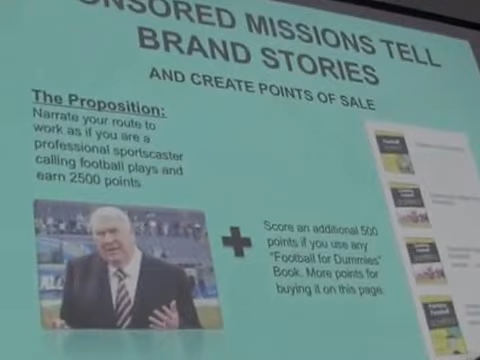 ONSORED MISSIONS TELL
BRAND STORIES
AND CREATE POINTS OF SALE
The Proposition:
Narrate your route to
work as if you are a
professional sportscaster
calling football plays and
earn 2500 points
Score an additional 500
points if you use any
"Football for Dummies"
Book. More points for
buying it on this page.